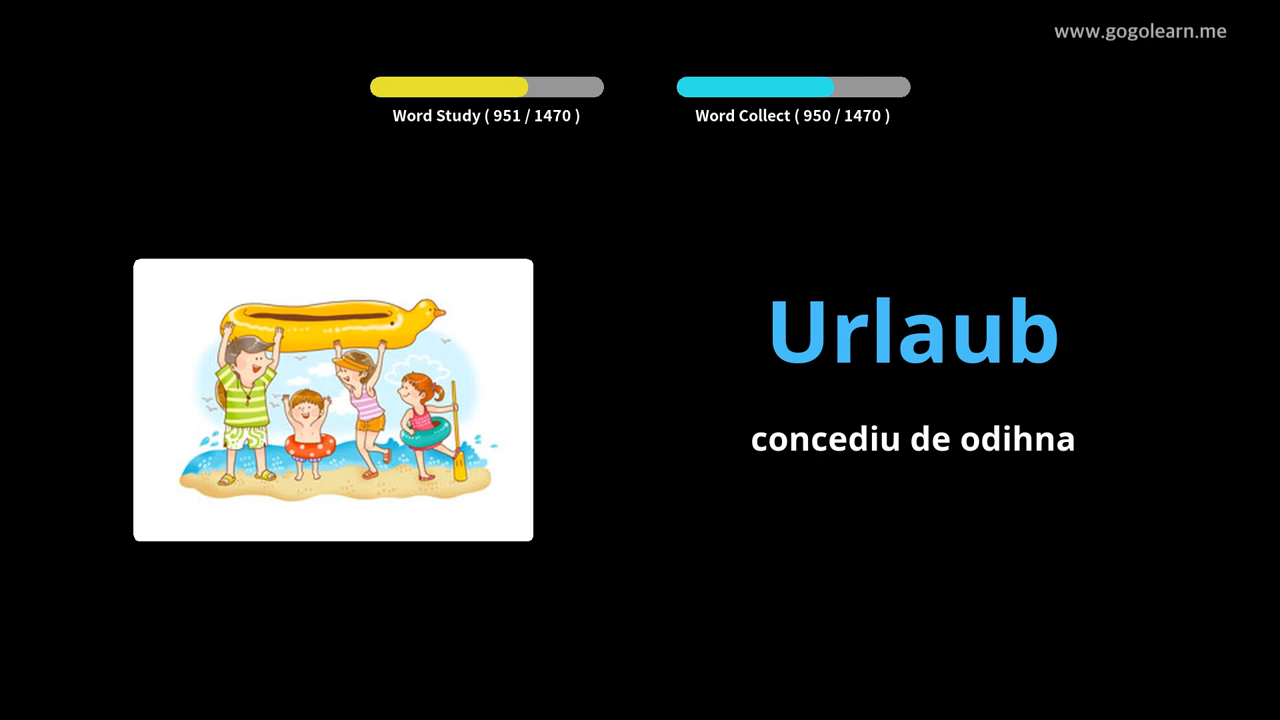 www.gogolearn.me
Word Study ( 951 / 1470 )
Word Collect ( 950 / 1470 )
Urlaub
concediu de odihna